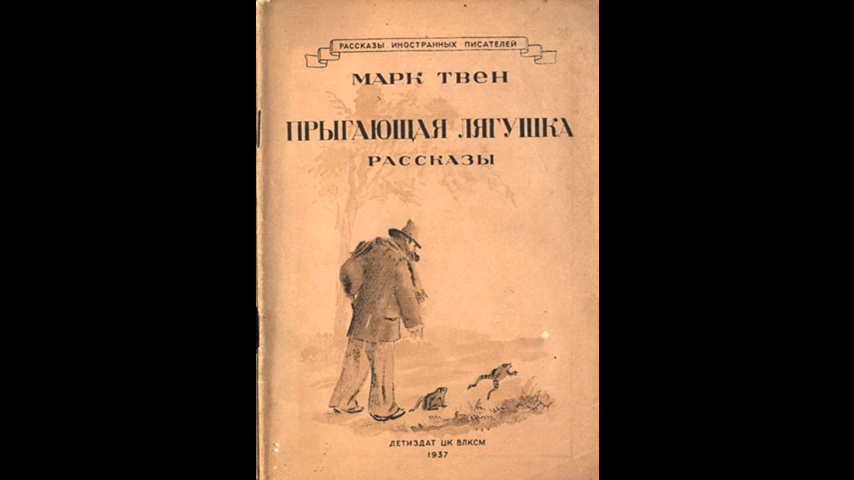 РАССКАЗЫ ИНОСТРАННЫХ ПИСАТЕЛЕЙ
МАРК ТВЕН
ПРЫГАЮЩАЯ ЛЯГУШКА
РАССКАЗЫ
ДЕТИЗДАТ ЦК ВЛКСМ
1937